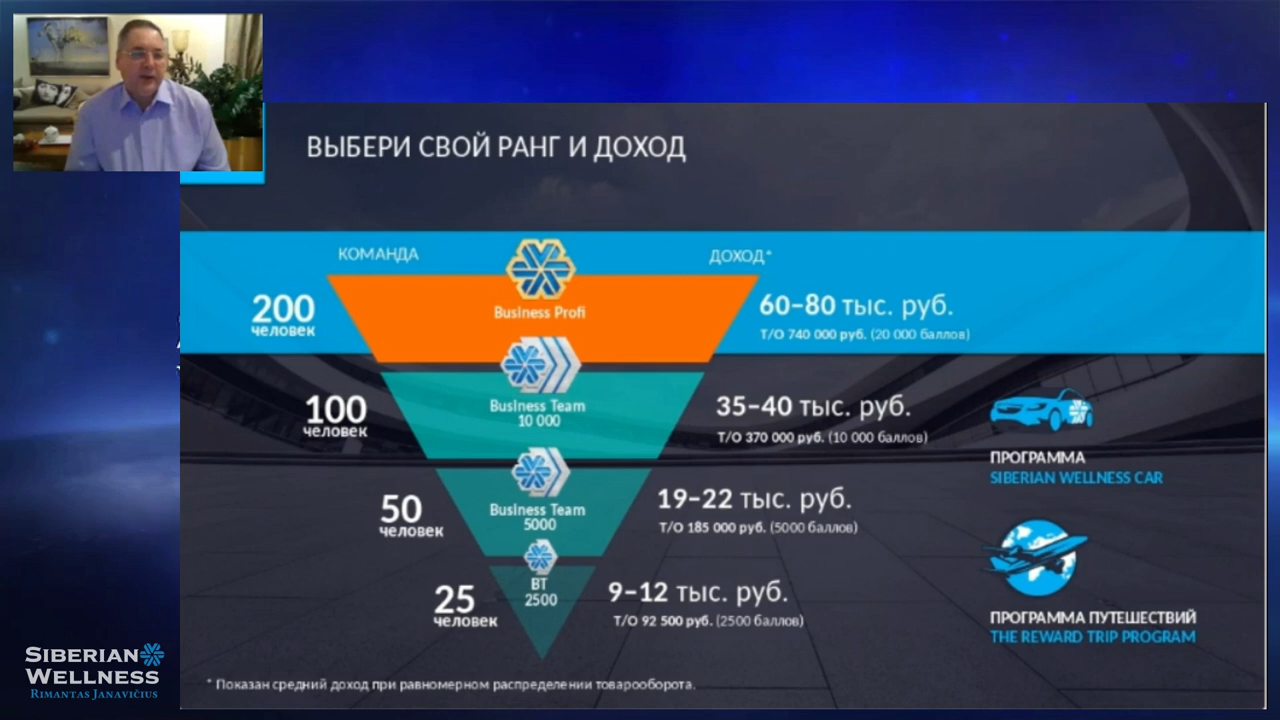 ВЫБЕРИ СВОЙ РАНГ И ДОХОД
КОМАНДА
ДОХОД*
200
человек
Business Profi
60–80 тыс. руб.
Т/О 740 000 руб. (20 000 баллов)
100
человек
Business Team
10 000
35–40 тыс. руб.
Т/О 370 000 руб. (10 000 баллов)
ПРОГРАММА
SIBERIAN WELLNESS CAR
50
человек
Business Team
5000
19–22 тыс. руб.
Т/О 185 000 руб. (5000 баллов)
25
человек
BT
2500
9–12 тыс. руб.
Т/О 92 500 руб. (2500 баллов)
ПРОГРАММА ПУТЕШЕСТВИЙ
THE REWARD TRIP PROGRAM
SIBERIAN
WELLNESS
RIMANTAS JANAVIČIUS
* Показан средний доход при равномерном распределении товарооборота.